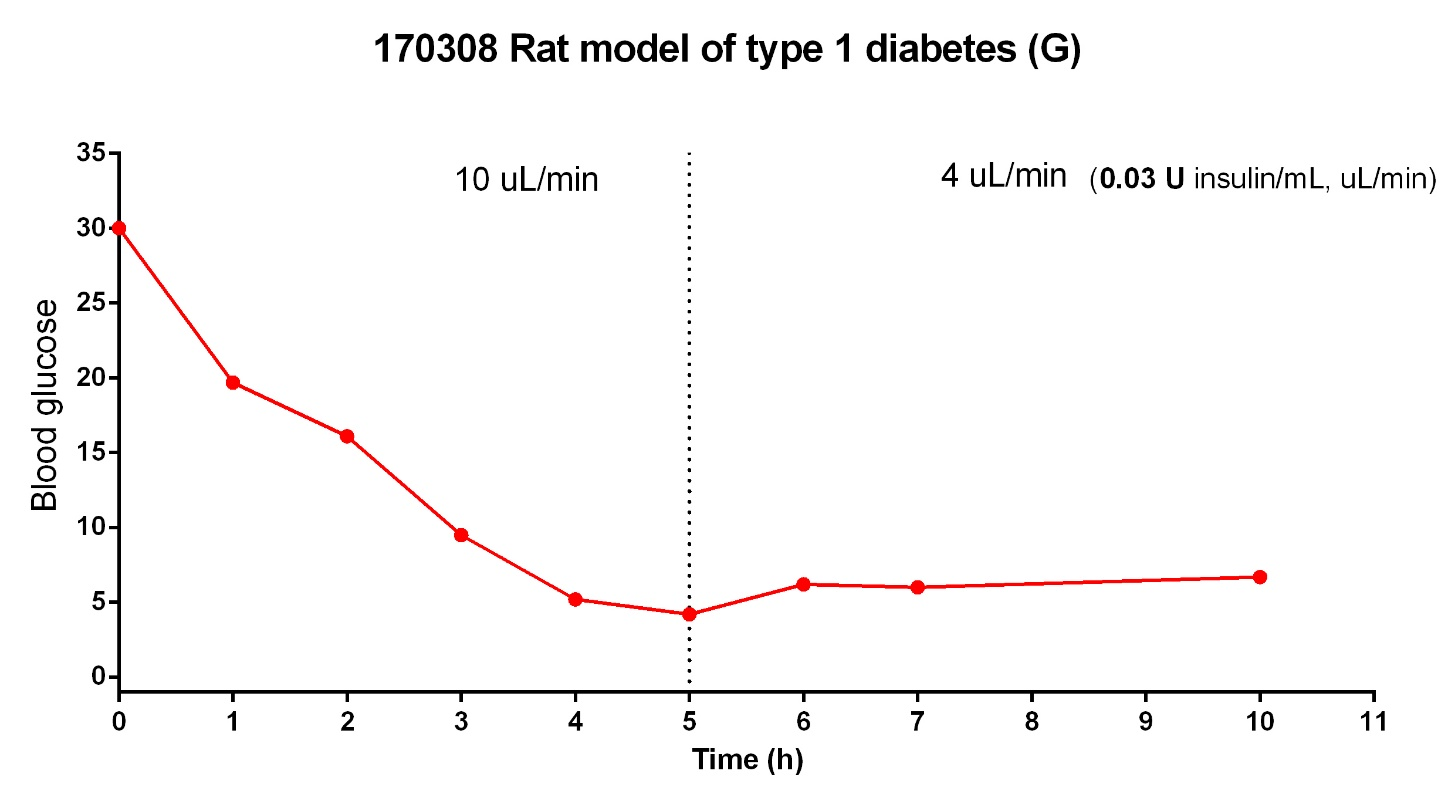 170308 Rat model of type 1 diabetes (G)
10 uL/min
4 uL/min (0.03 U insulin/mL, uL/min)
Blood glucose
35
30
25
20
15
10
5
0
0 1 2 3 4 5 6 7 8 9 10 11
Time (h)